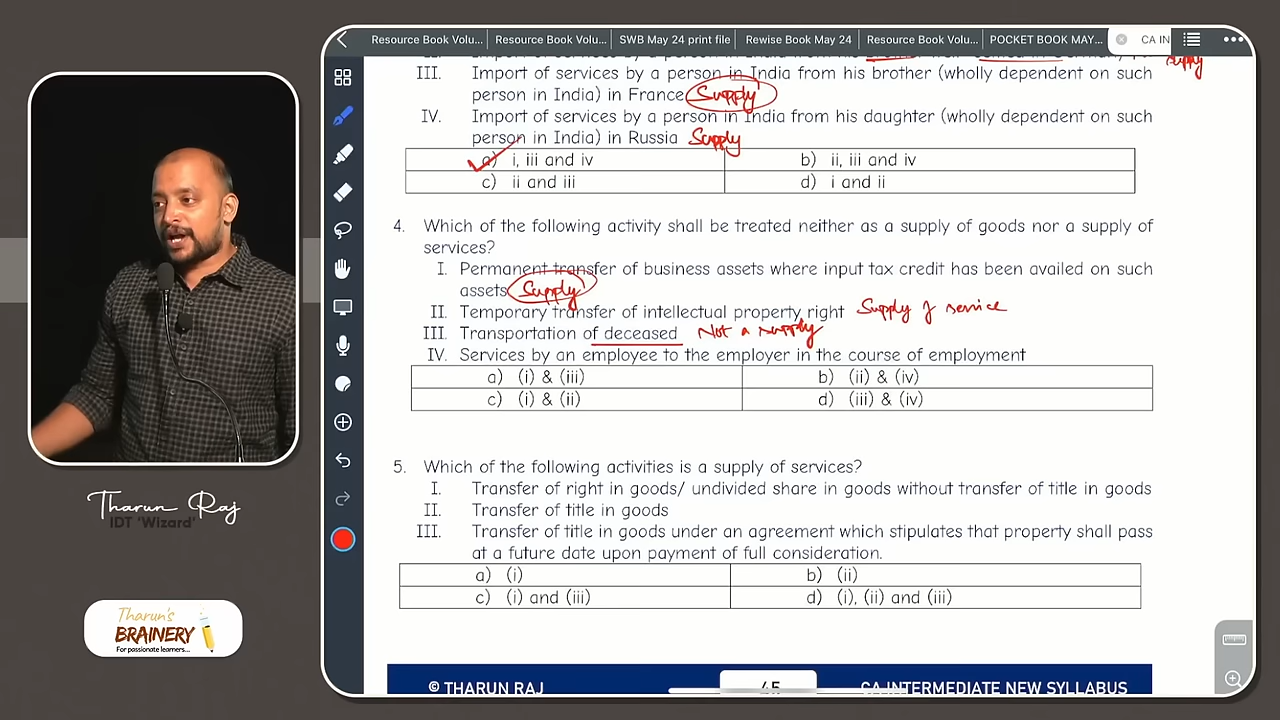 Resource Book Volu...
Resource Book Volu...
SWB May 24 print file
Rewise Book May 24
Resource Book Volu...
POCKET BOOK MAY...
CA IN
supply
III. Import of services by a person in India from his brother (wholly dependent on such
person in India) in France Supply
IV. Import of services by a person in India from his daughter (wholly dependent on such
person in India) in Russia Supply
a) i, iii and iv
b) ii, iii and iv
c) ii and iii
d) i and ii
4. Which of the following activity shall be treated neither as a supply of goods nor a supply of
services?
I. Permanent transfer of business assets where input tax credit has been availed on such
assets Supply
II. Temporary transfer of intellectual property right Supply of service
III. Transportation of deceased Not a supply
IV. Services by an employee to the employer in the course of employment
a) (i) & (iii)
b) (ii) & (iv)
c) (i) & (ii)
d) (iii) & (iv)
5. Which of the following activities is a supply of services?
I. Transfer of right in goods/ undivided share in goods without transfer of title in goods
II. Transfer of title in goods
III. Transfer of title in goods under an agreement which stipulates that property shall pass
at a future date upon payment of full consideration.
a) (i)
b) (ii)
c) (i) and (iii)
d) (i), (ii) and (iii)
© THARUN RAJ
45
CA INTERMEDIATE NEW SYLLABUS
Tharun Raj
IDT 'Wizard'
Tharun's
BRAINERY
For passionate learners...